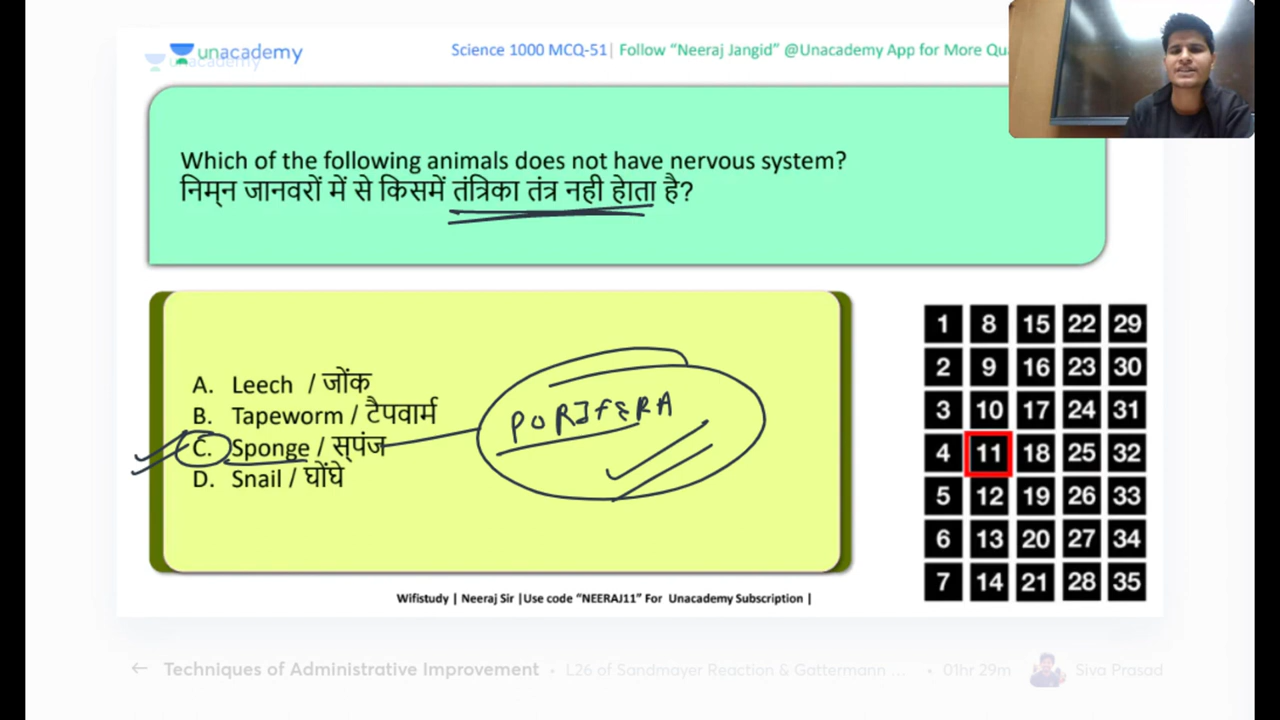 unacademy
Science 1000 MCQ-51| Follow “Neeraj Jangid” @Unacademy App for More Qu
Which of the following animals does not have nervous system?
निम्न जानवरों में से किसमें तंत्रिका तंत्र नही हेाता है?
A. Leech / जोंक
B. Tapeworm / टैपवार्म
C. Sponge / स्पंज
D. Snail / घोंघे
PORIFERA
1 8 15 22 29
2 9 16 23 30
3 10 17 24 31
4 11 18 25 32
5 12 19 26 33
6 13 20 27 34
7 14 21 28 35
Wifistudy | Neeraj Sir |Use code “NEERAJ11” For Unacademy Subscription |
← Techniques of Administrative Improvement • L26 of Sandmayer Reaction & Gattermann ... • 01hr 29m Siva Prasad